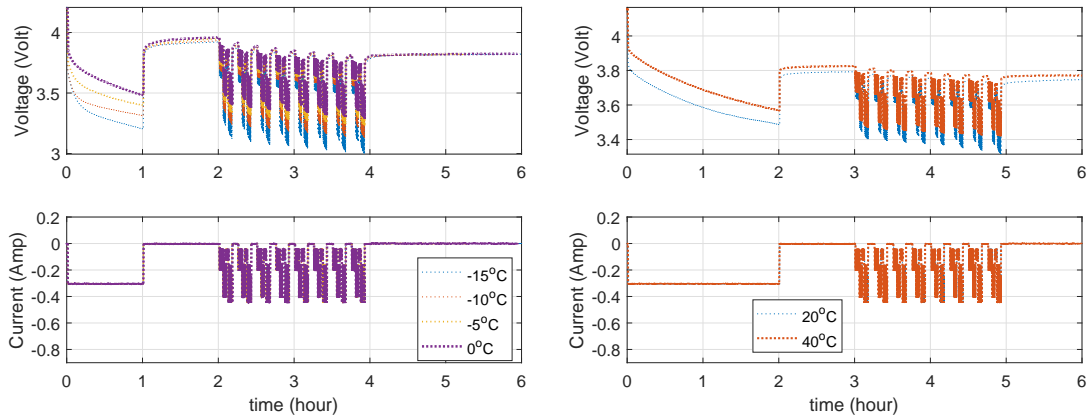 4
3.5
3
Voltage (Volt)
0 1 2 3 4 5 6
4
3.8
3.6
3.4
Voltage (Volt)
0 1 2 3 4 5 6
0.2
0
-0.2
-0.4
-0.6
-0.8
Current (Amp)
-15°C
-10°C
-5°C
0°C
0 1 2 3 4 5 6
time (hour)
0.2
0
-0.2
-0.4
-0.6
-0.8
Current (Amp)
20°C
40°C
0 1 2 3 4 5 6
time (hour)